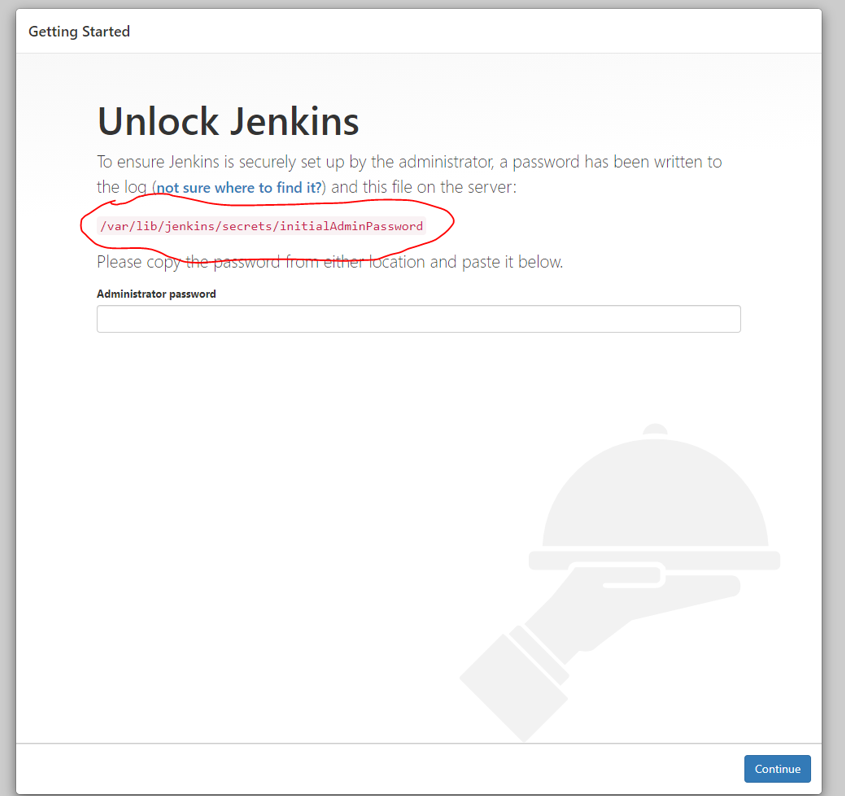 Getting Started
Unlock Jenkins
To ensure Jenkins is securely set up by the administrator, a password has been written to
the log (not sure where to find it?) and this file on the server:
/var/lib/jenkins/secrets/initialAdminPassword
Please copy the password from either location and paste it below.
Administrator password
Continue